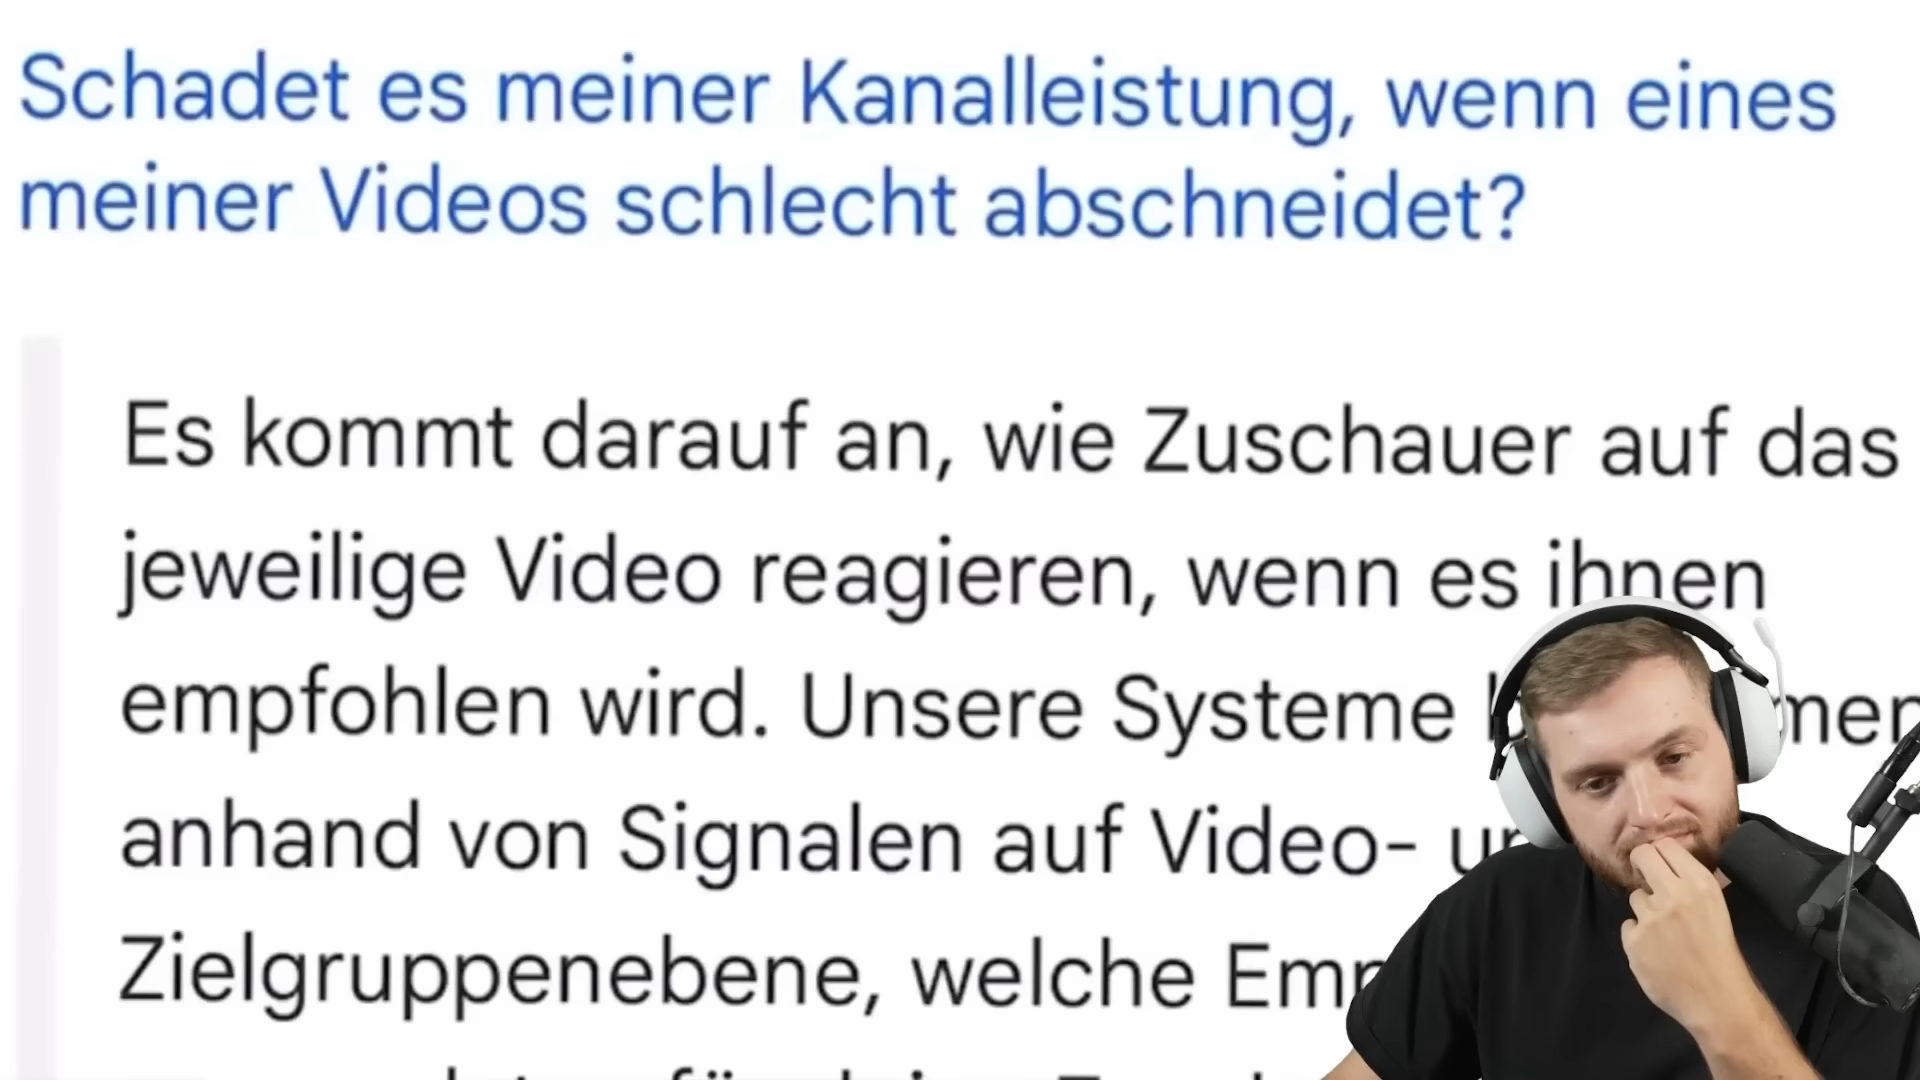 Schadet es meiner Kanalleistung, wenn eines
meiner Videos schlecht abschneidet?
Es kommt darauf an, wie Zuschauer auf das
jeweilige Video reagieren, wenn es ihnen
empfohlen wird. Unsere Systeme
anhand von Signalen auf Video-
Zielgruppenebene, welche